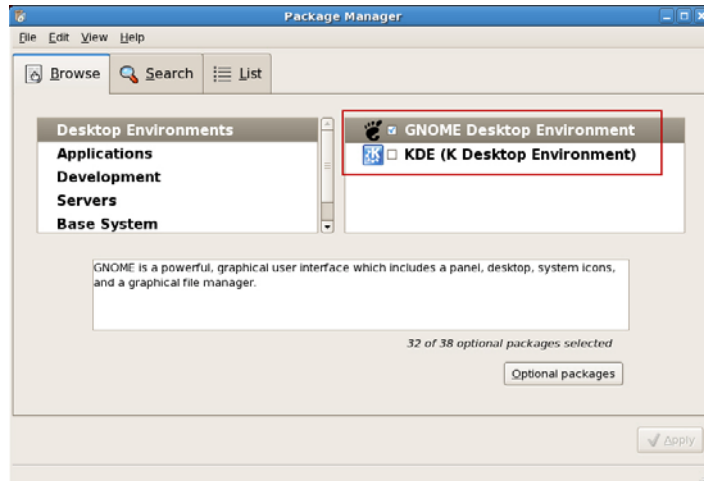 Package Manager
File Edit View Help
Browse Search List
Desktop Environments
Applications
Development
Servers
Base System
GNOME Desktop Environment
KDE (K Desktop Environment)
GNOME is a powerful, graphical user interface which includes a panel, desktop, system icons,
and a graphical file manager.
32 of 38 optional packages selected
Optional packages
Apply